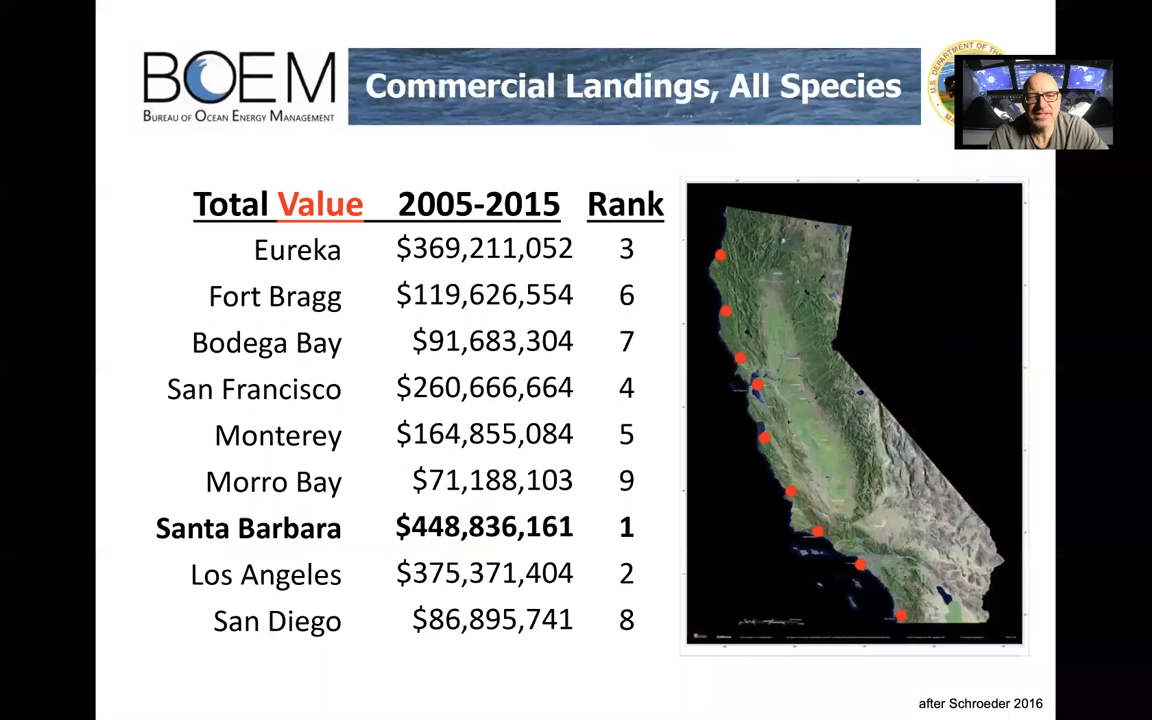 BOEM
BUREAU OF OCEAN ENERGY MANAGEMENT
Commercial Landings, All Species
U.S. DEPARTMENT OF THE
Total Value 2005-2015 Rank
Eureka $369,211,052 3
Fort Bragg $119,626,554 6
Bodega Bay $91,683,304 7
San Francisco $260,666,664 4
Monterey $164,855,084 5
Morro Bay $71,188,103 9
Santa Barbara $448,836,161 1
Los Angeles $375,371,404 2
San Diego $86,895,741 8
after Schroeder 2016